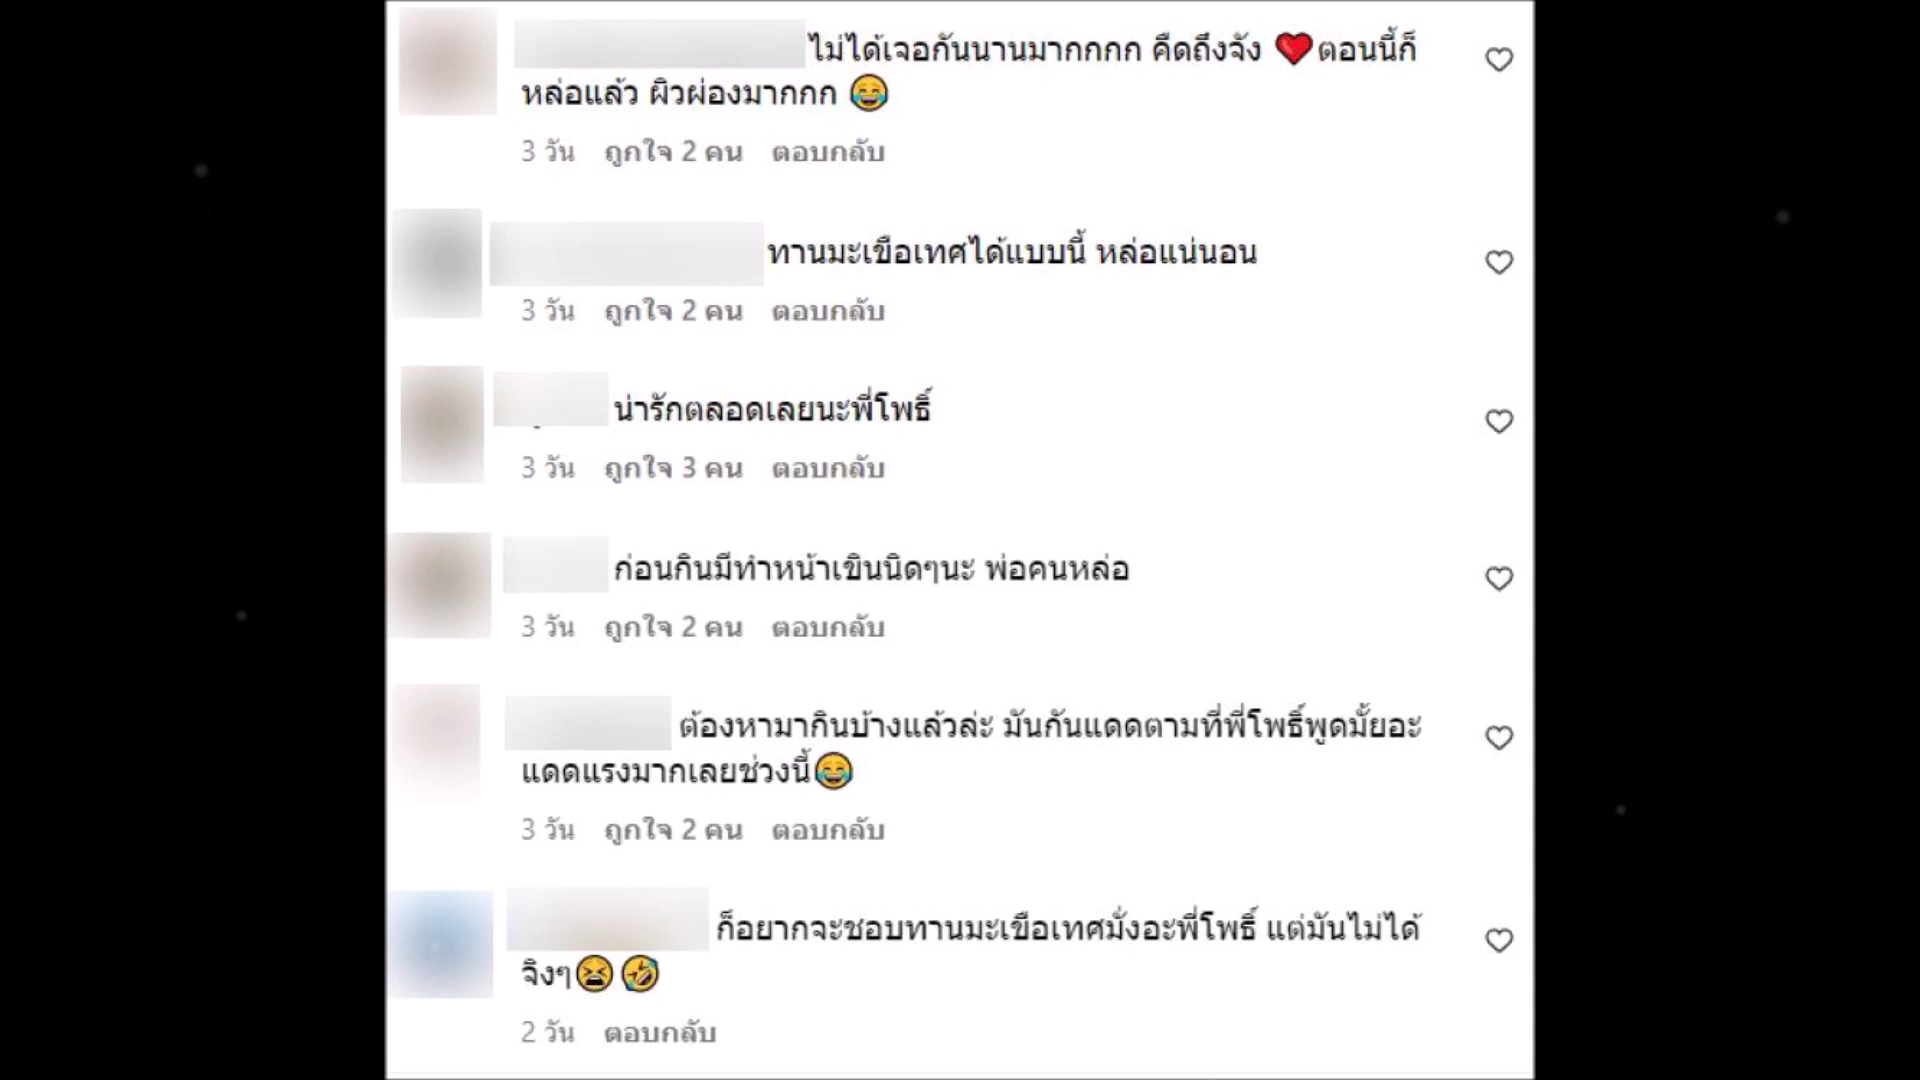 ไม่ได้เจอกันนานมากกกก คืดถึงจัง ❤️ตอนนี้ก็
หล่อแล้ว ผิวผ่องมากกก 😂
3 วัน ถูกใจ 2 คน ตอบกลับ
ทานมะเขือเทศได้แบบนี้ หล่อแน่นอน
3 วัน ถูกใจ 2 คน ตอบกลับ
น่ารักตลอดเลยนะพี่โพธิ์
3 วัน ถูกใจ 3 คน ตอบกลับ
ก่อนกินมีทำหน้าเขินนิดๆนะ พ่อคนหล่อ
3 วัน ถูกใจ 2 คน ตอบกลับ
ต้องหามากินบ้างแล้วล่ะ มันกันแดดตามที่พี่โพธิ์พูดมั้ยอะ
แดดแรงมากเลยช่วงนี้😂
3 วัน ถูกใจ 2 คน ตอบกลับ
ก็อยากจะชอบทานมะเขือเทศมั่งอะพี่โพธิ์ แต่มันไม่ได้
จิงๆ😫🤣
2 วัน ตอบกลับ